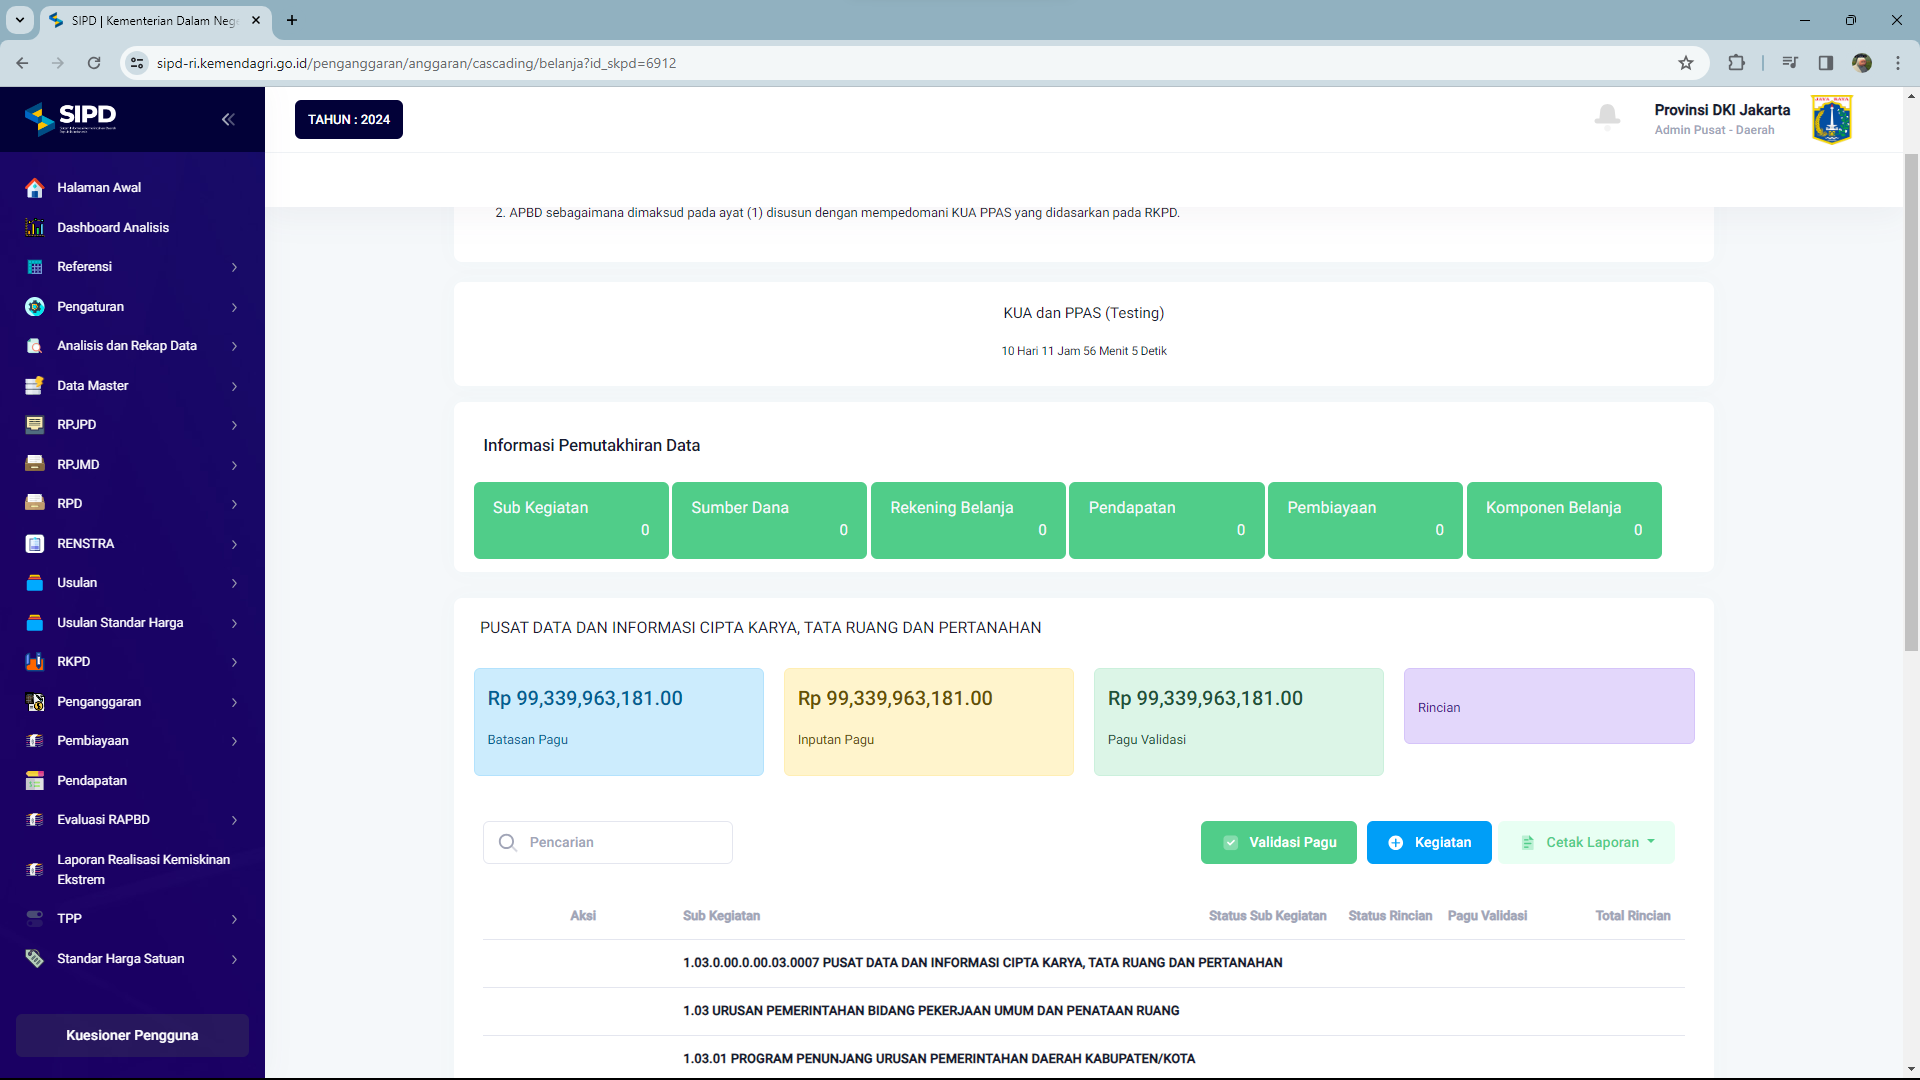 SIPD | Kementerian Dalam Neg
sipd-ri.kemendagri.go.id/penganggaran/anggaran/cascading/belanja?id_skpd=6912
SIPD
TAHUN : 2024
Provinsi DKI Jakarta
Admin Pusat - Daerah
JAYA RAYA
Halaman Awal
Dashboard Analisis
Referensi
Pengaturan
Analisis dan Rekap Data
Data Master
RPJPD
RPJMD
RPD
RENSTRA
Usulan
Usulan Standar Harga
RKPD
Penganggaran
Pembiayaan
Pendapatan
Evaluasi RAPBD
Laporan Realisasi Kemiskinan
Ekstrem
TPP
Standar Harga Satuan
Kuesioner Pengguna
2. APBD sebagaimana dimaksud pada ayat (1) disusun dengan mempedomani KUA PPAS yang didasarkan pada RKPD.
KUA dan PPAS (Testing)
10 Hari 11 Jam 56 Menit 5 Detik
Informasi Pemutakhiran Data
Sub Kegiatan
0
Sumber Dana
0
Rekening Belanja
0
Pendapatan
0
Pembiayaan
0
Komponen Belanja
0
PUSAT DATA DAN INFORMASI CIPTA KARYA, TATA RUANG DAN PERTANAHAN
Rp 99,339,963,181.00
Batasan Pagu
Rp 99,339,963,181.00
Inputan Pagu
Rp 99,339,963,181.00
Pagu Validasi
Rincian
Pencarian
Validasi Pagu
Kegiatan
Cetak Laporan
Aksi Sub Kegiatan Status Sub Kegiatan Status Rincian Pagu Validasi Total Rincian
1.03.0.00.0.00.03.0007 PUSAT DATA DAN INFORMASI CIPTA KARYA, TATA RUANG DAN PERTANAHAN
1.03 URUSAN PEMERINTAHAN BIDANG PEKERJAAN UMUM DAN PENATAAN RUANG
1.03.01 PROGRAM PENUNJANG URUSAN PEMERINTAHAN DAERAH KABUPATEN/KOTA